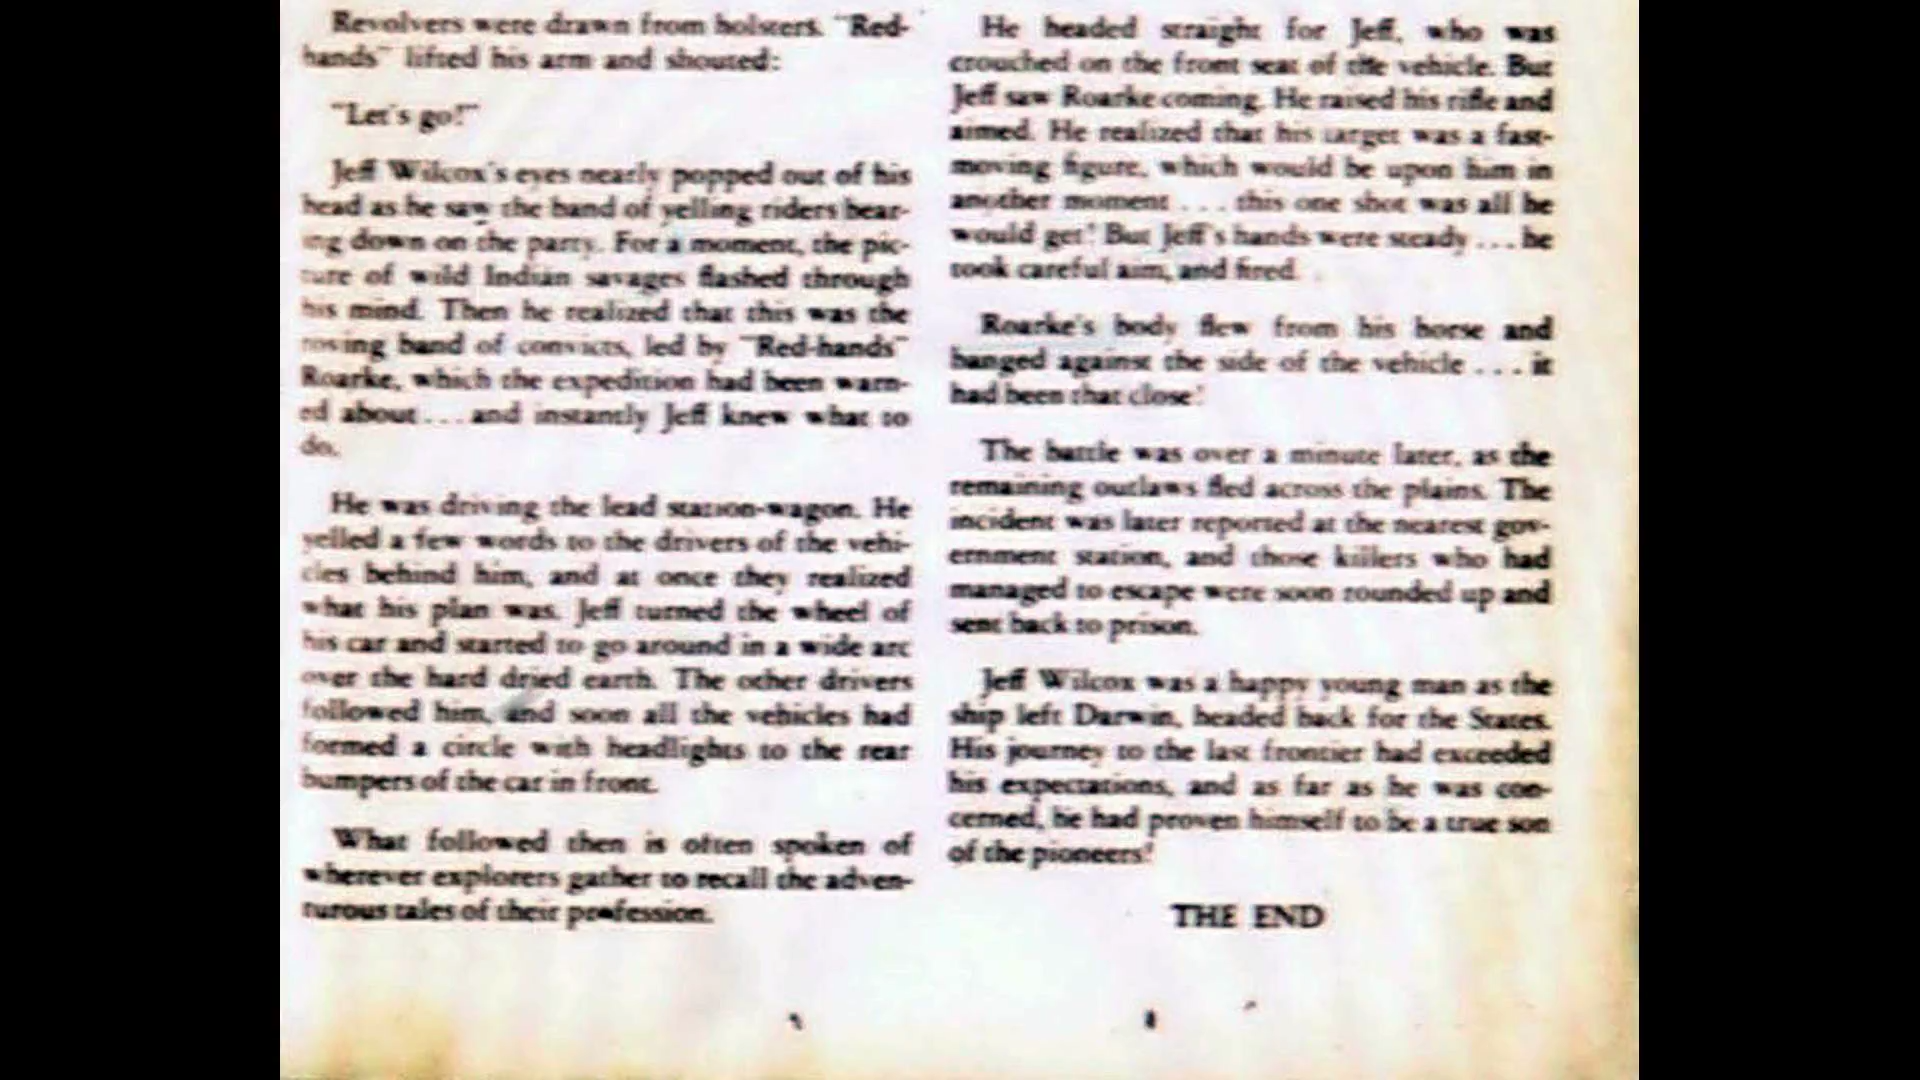 Revolvers were drawn from holsters. "Red-
hands" lifted his arm and shouted:
"Let's go!"
Jeff Wilcox's eyes nearly popped out of his
head as he saw the band of yelling riders bear-
ing down on the party. For a moment, the pic-
ture of wild Indian savages flashed through
his mind. Then he realized that this was the
roving band of convicts, led by "Red-hands"
Roarke, which the expedition had been warn-
ed about...and instantly Jeff knew what to
do.
He was driving the lead station-wagon. He
yelled a few words to the drivers of the vehi-
cles behind him, and at once they realized
what his plan was. Jeff turned the wheel of
his car and started to go around in a wide arc
over the hard dried earth. The other drivers
followed him, and soon all the vehicles had
formed a circle with headlights to the rear
bumpers of the car in front.
What followed then is often spoken of
wherever explorers gather to recall the adven-
turous tales of their profession.
He headed straight for Jeff, who was
crouched on the front seat of the vehicle. But
Jeff saw Roarke coming. He raised his rifle and
aimed. He realized that his target was a fast-
moving figure, which would be upon him in
another moment . . . this one shot was all he
would get! But Jeff's hands were steady ... he
took careful aim, and fired.
Roarke's body flew from his horse and
banged against the side of the vehicle . . . it
had been that close!
The battle was over a minute later, as the
remaining outlaws fled across the plains. The
incident was later reported at the nearest gov-
ernment station, and those killers who had
managed to escape were soon rounded up and
sent back to prison.
Jeff Wilcox was a happy young man as the
ship left Darwin, headed back for the States.
His journey to the last frontier had exceeded
his expectations, and as far as he was con-
cerned, he had proven himself to be a true son
of the pioneers!
THE END